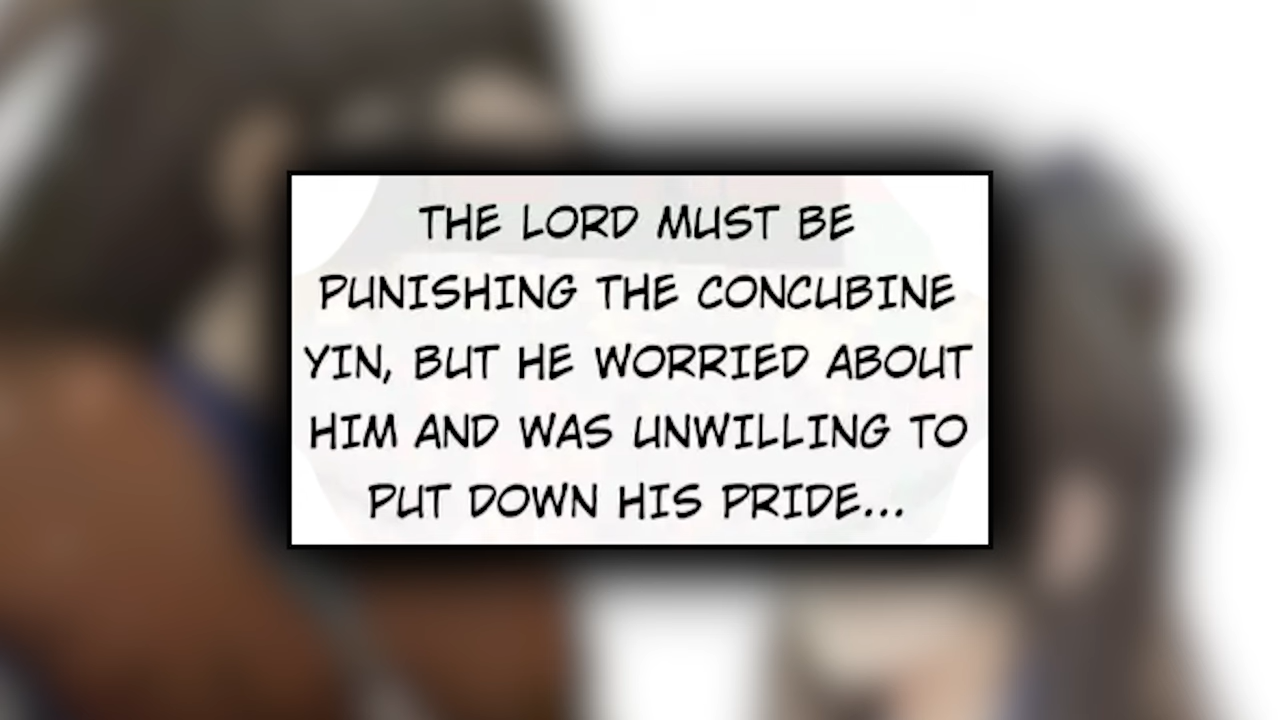 THE LORD MUST BE
PUNISHING THE CONCUBINE
YIN, BUT HE WORRIED ABOUT
HIM AND WAS UNWILLING TO
PUT DOWN HIS PRIDE...